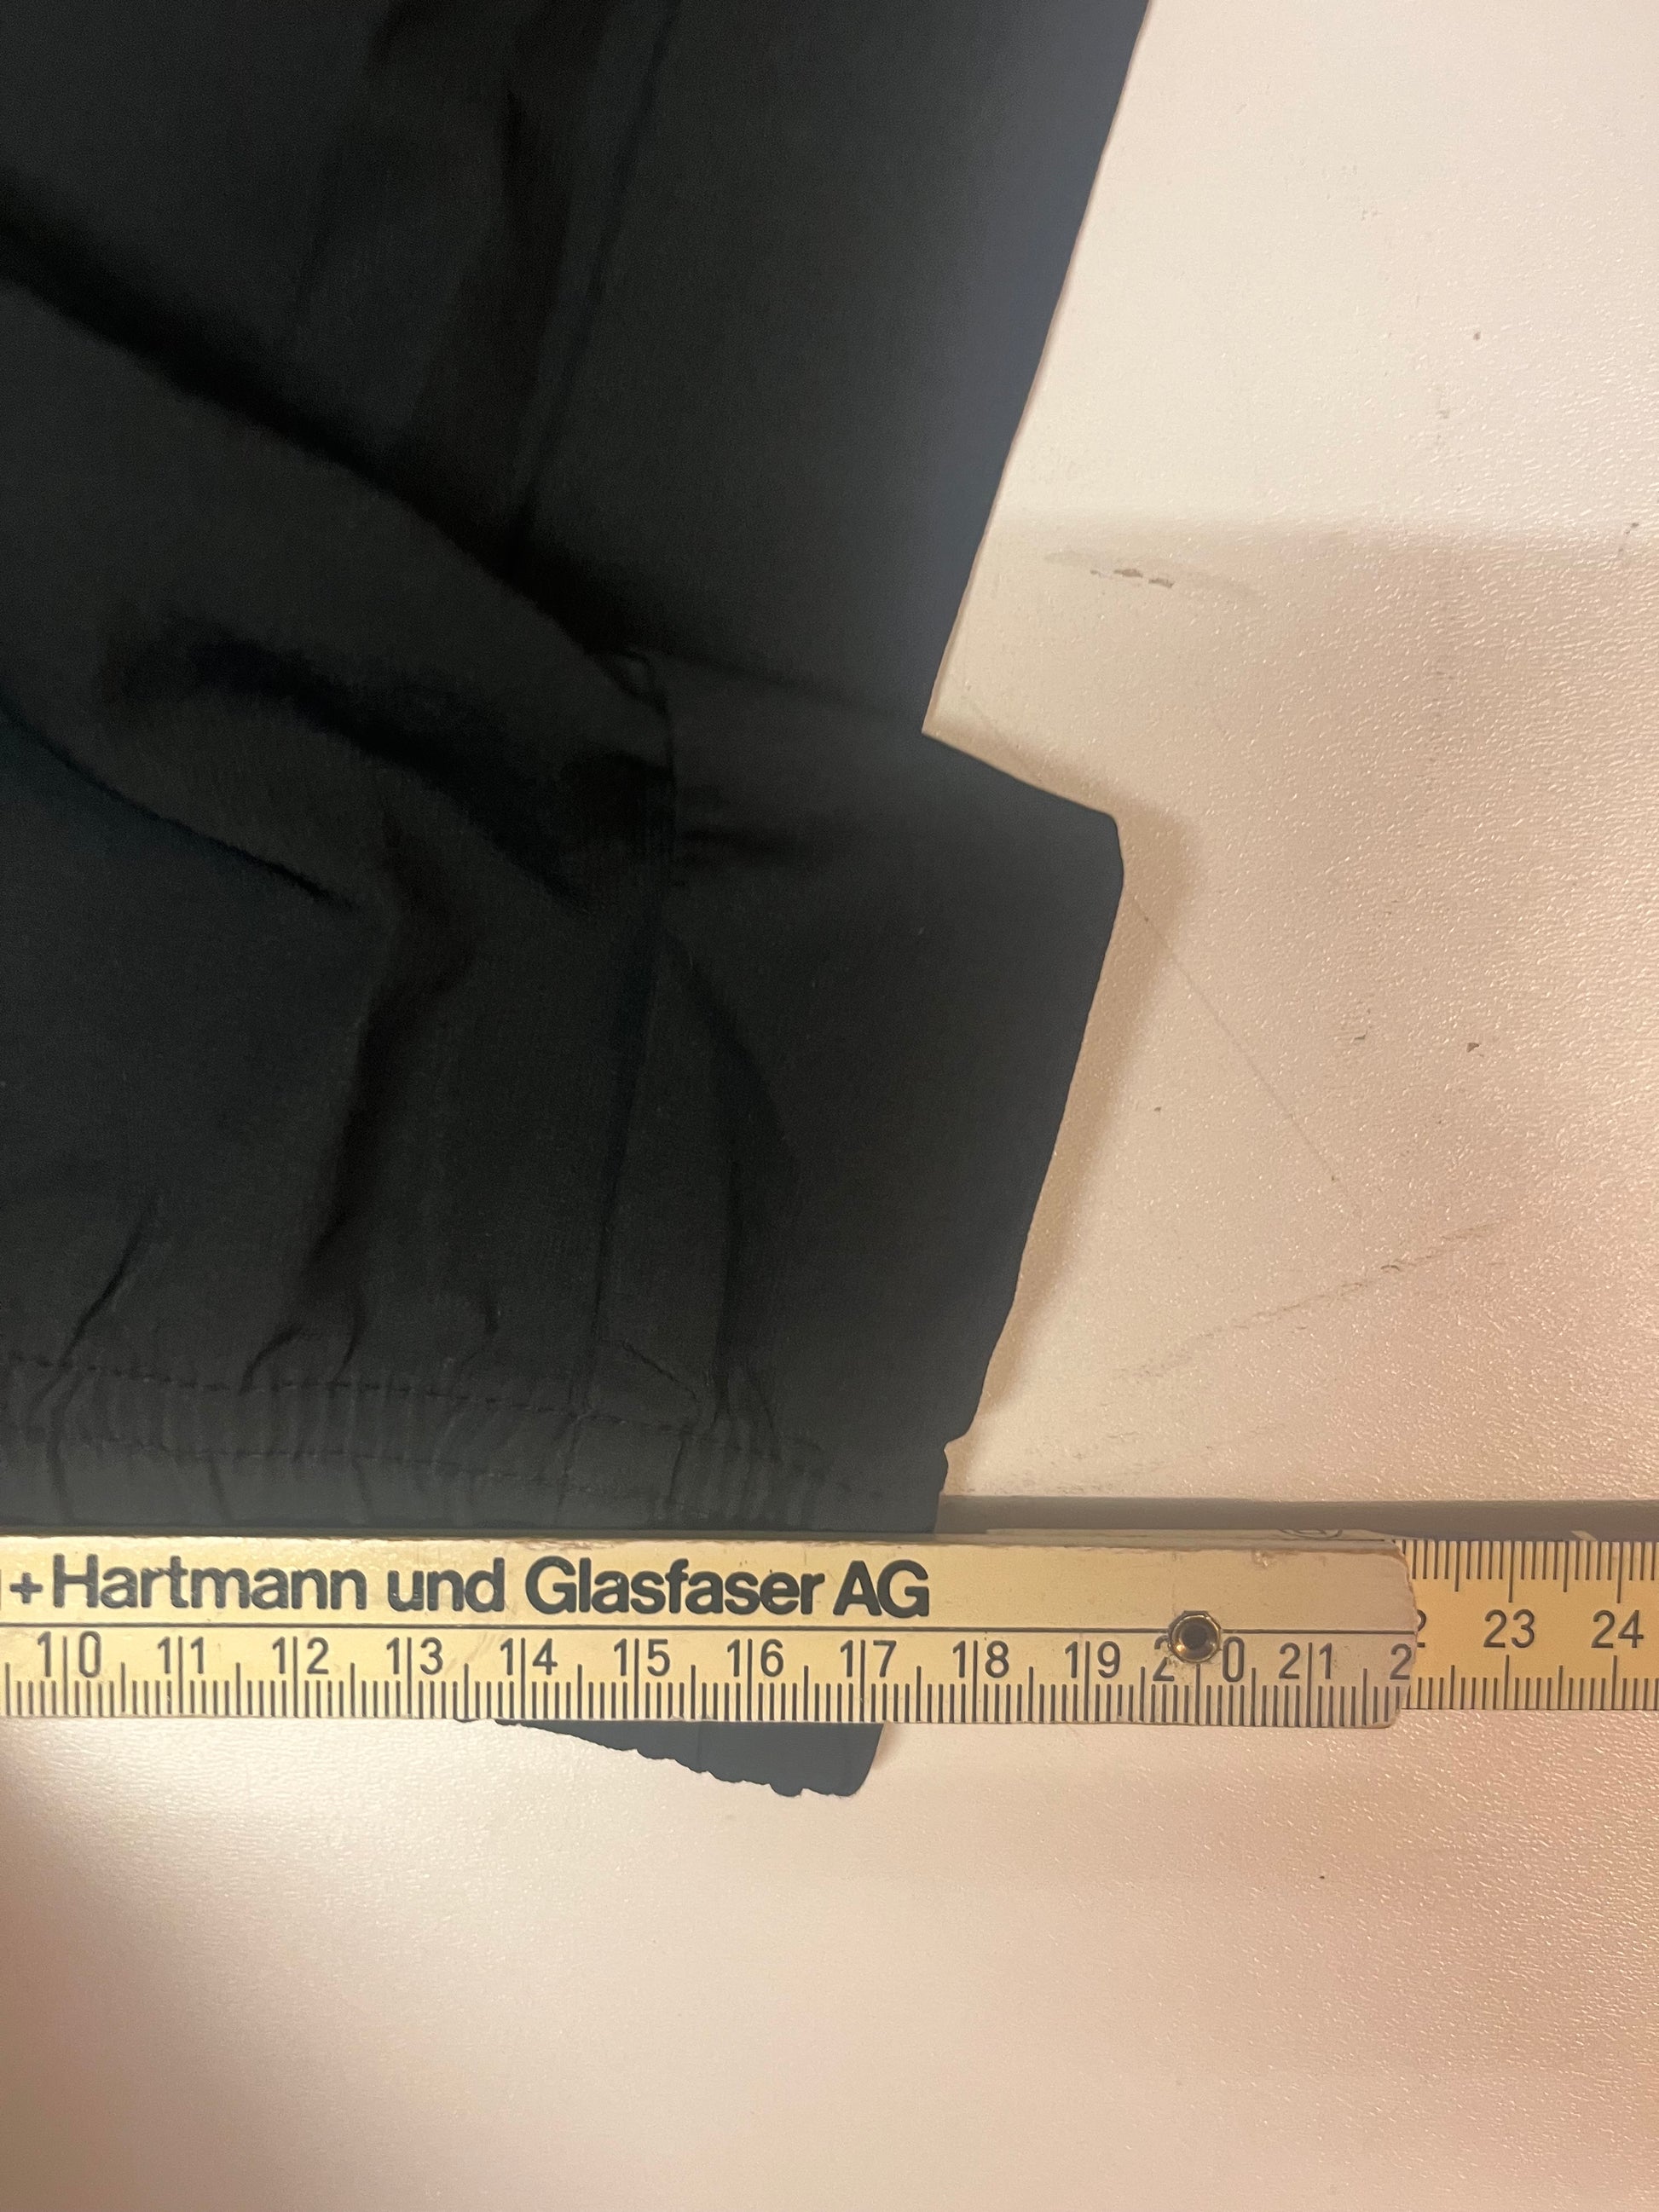 +Hartmann und Glasfaser AG
10 11 12 13 14 15 16 17 18 19 20 21 2 2 23 24